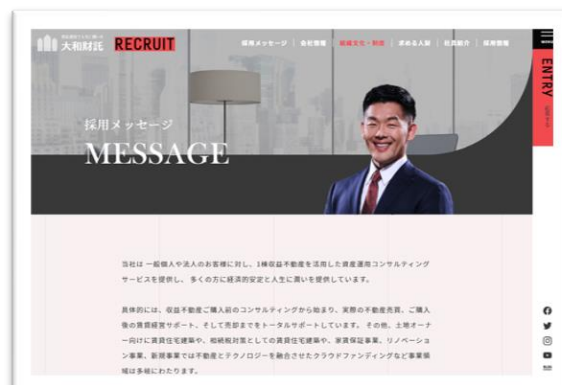 大和財託 RECRUIT
採用メッセージ 会社情報 組織文化・制度 求める人財 社員紹介 採用情報
ENTRY
採用メッセージ
MESSAGE
当社は 一般個人や法人のお客様に対し、1棟収益不動産を活用した資産運用コンサルティング
サービスを提供し、 多くの方に経済的安定と人生に潤いを提供しています。
具体的には、収益不動産ご購入前のコンサルティングから始まり、実際の不動産売買、ご購入
後の賃貸経営サポート、そして売却までをトータルサポートしています。 その他、土地オーナ
ー向けに賃貸住宅建築や、相続税対策としての賃貸住宅建築や、家賃保証事業、リノベーショ
ン事業、新規事業では不動産とテクノロジーを融合させたクラウドファンディングなど事業領
域は多岐にわたります。